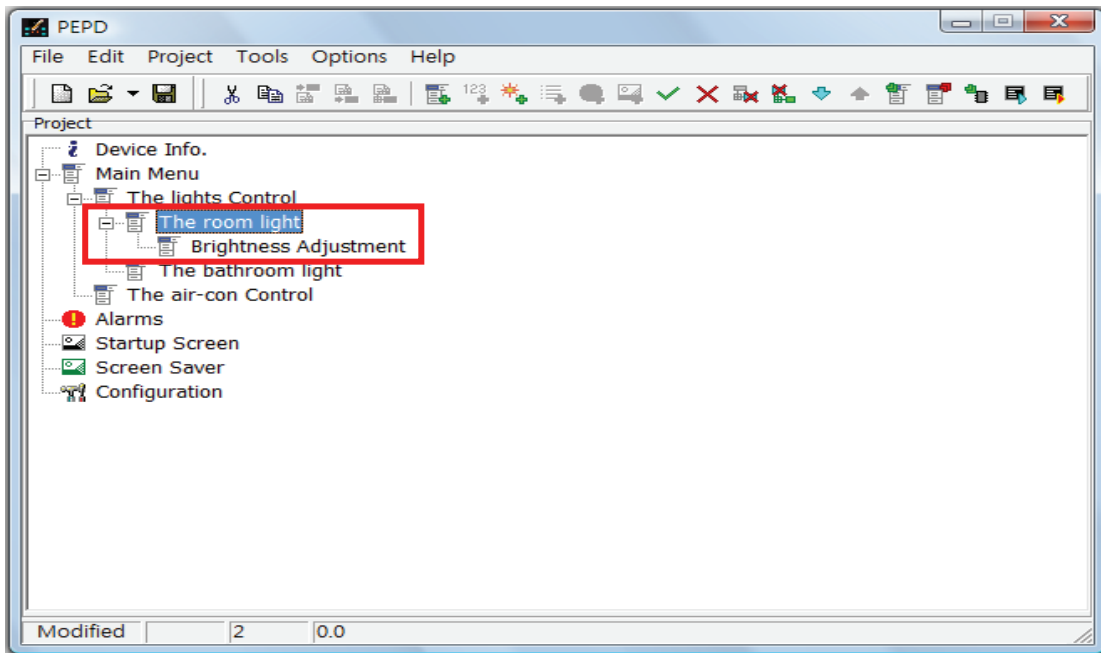 PEPD
File Edit Project Tools Options Help
123
Project
Device Info.
Main Menu
The lights Control
The room light
Brightness Adjustment
The bathroom light
The air-con Control
Alarms
Startup Screen
Screen Saver
Configuration
Modified 2 0.0